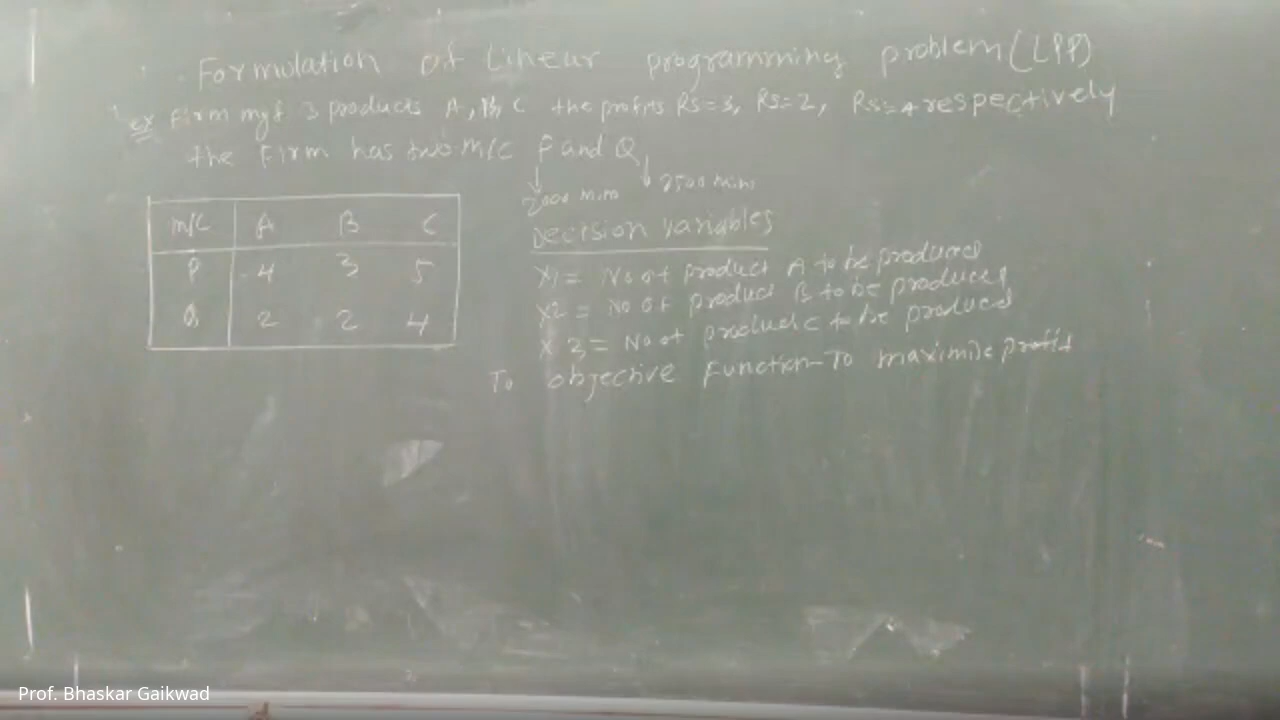 Formulation of Linear programming problem (LPP)
Ex Firm mgf 3 products A, B, C the profits Rs=3, Rs=2, Rs=4 respectively
the Firm has two M/C P and Q
2000 min 2500 min
M/C A B C
P 4 3 5
Q 2 2 4
Decision variables
X1 = No of product A to be produced
X2 = No of product B to be produced
X3 = No of product C to be produced
To objective Function - To maximize profit
Prof. Bhaskar Gaikwad